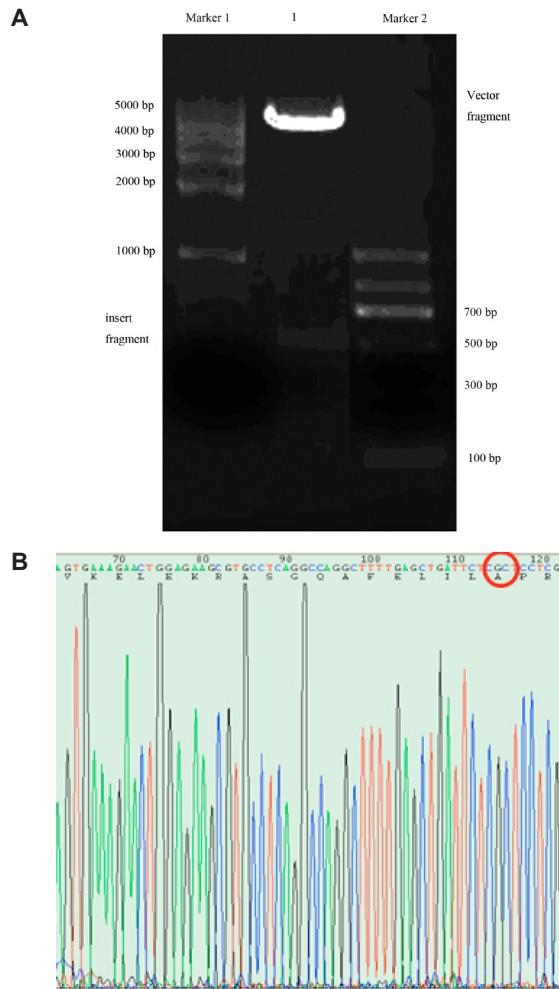 A
Marker 1 1 Marker 2
5000 bp
4000 bp
3000 bp
2000 bp
1000 bp
insert
fragment
Vector
fragment
700 bp
500 bp
300 bp
100 bp
B
70 80 90 100 110 120
AGTGAAAGAACTGGAGAAGCGTGCCTCAGGCCAGGCTTTTGAGCTGATTCTCGCTCCTCG
V K E L E K R A S G Q A F E L I L A P R